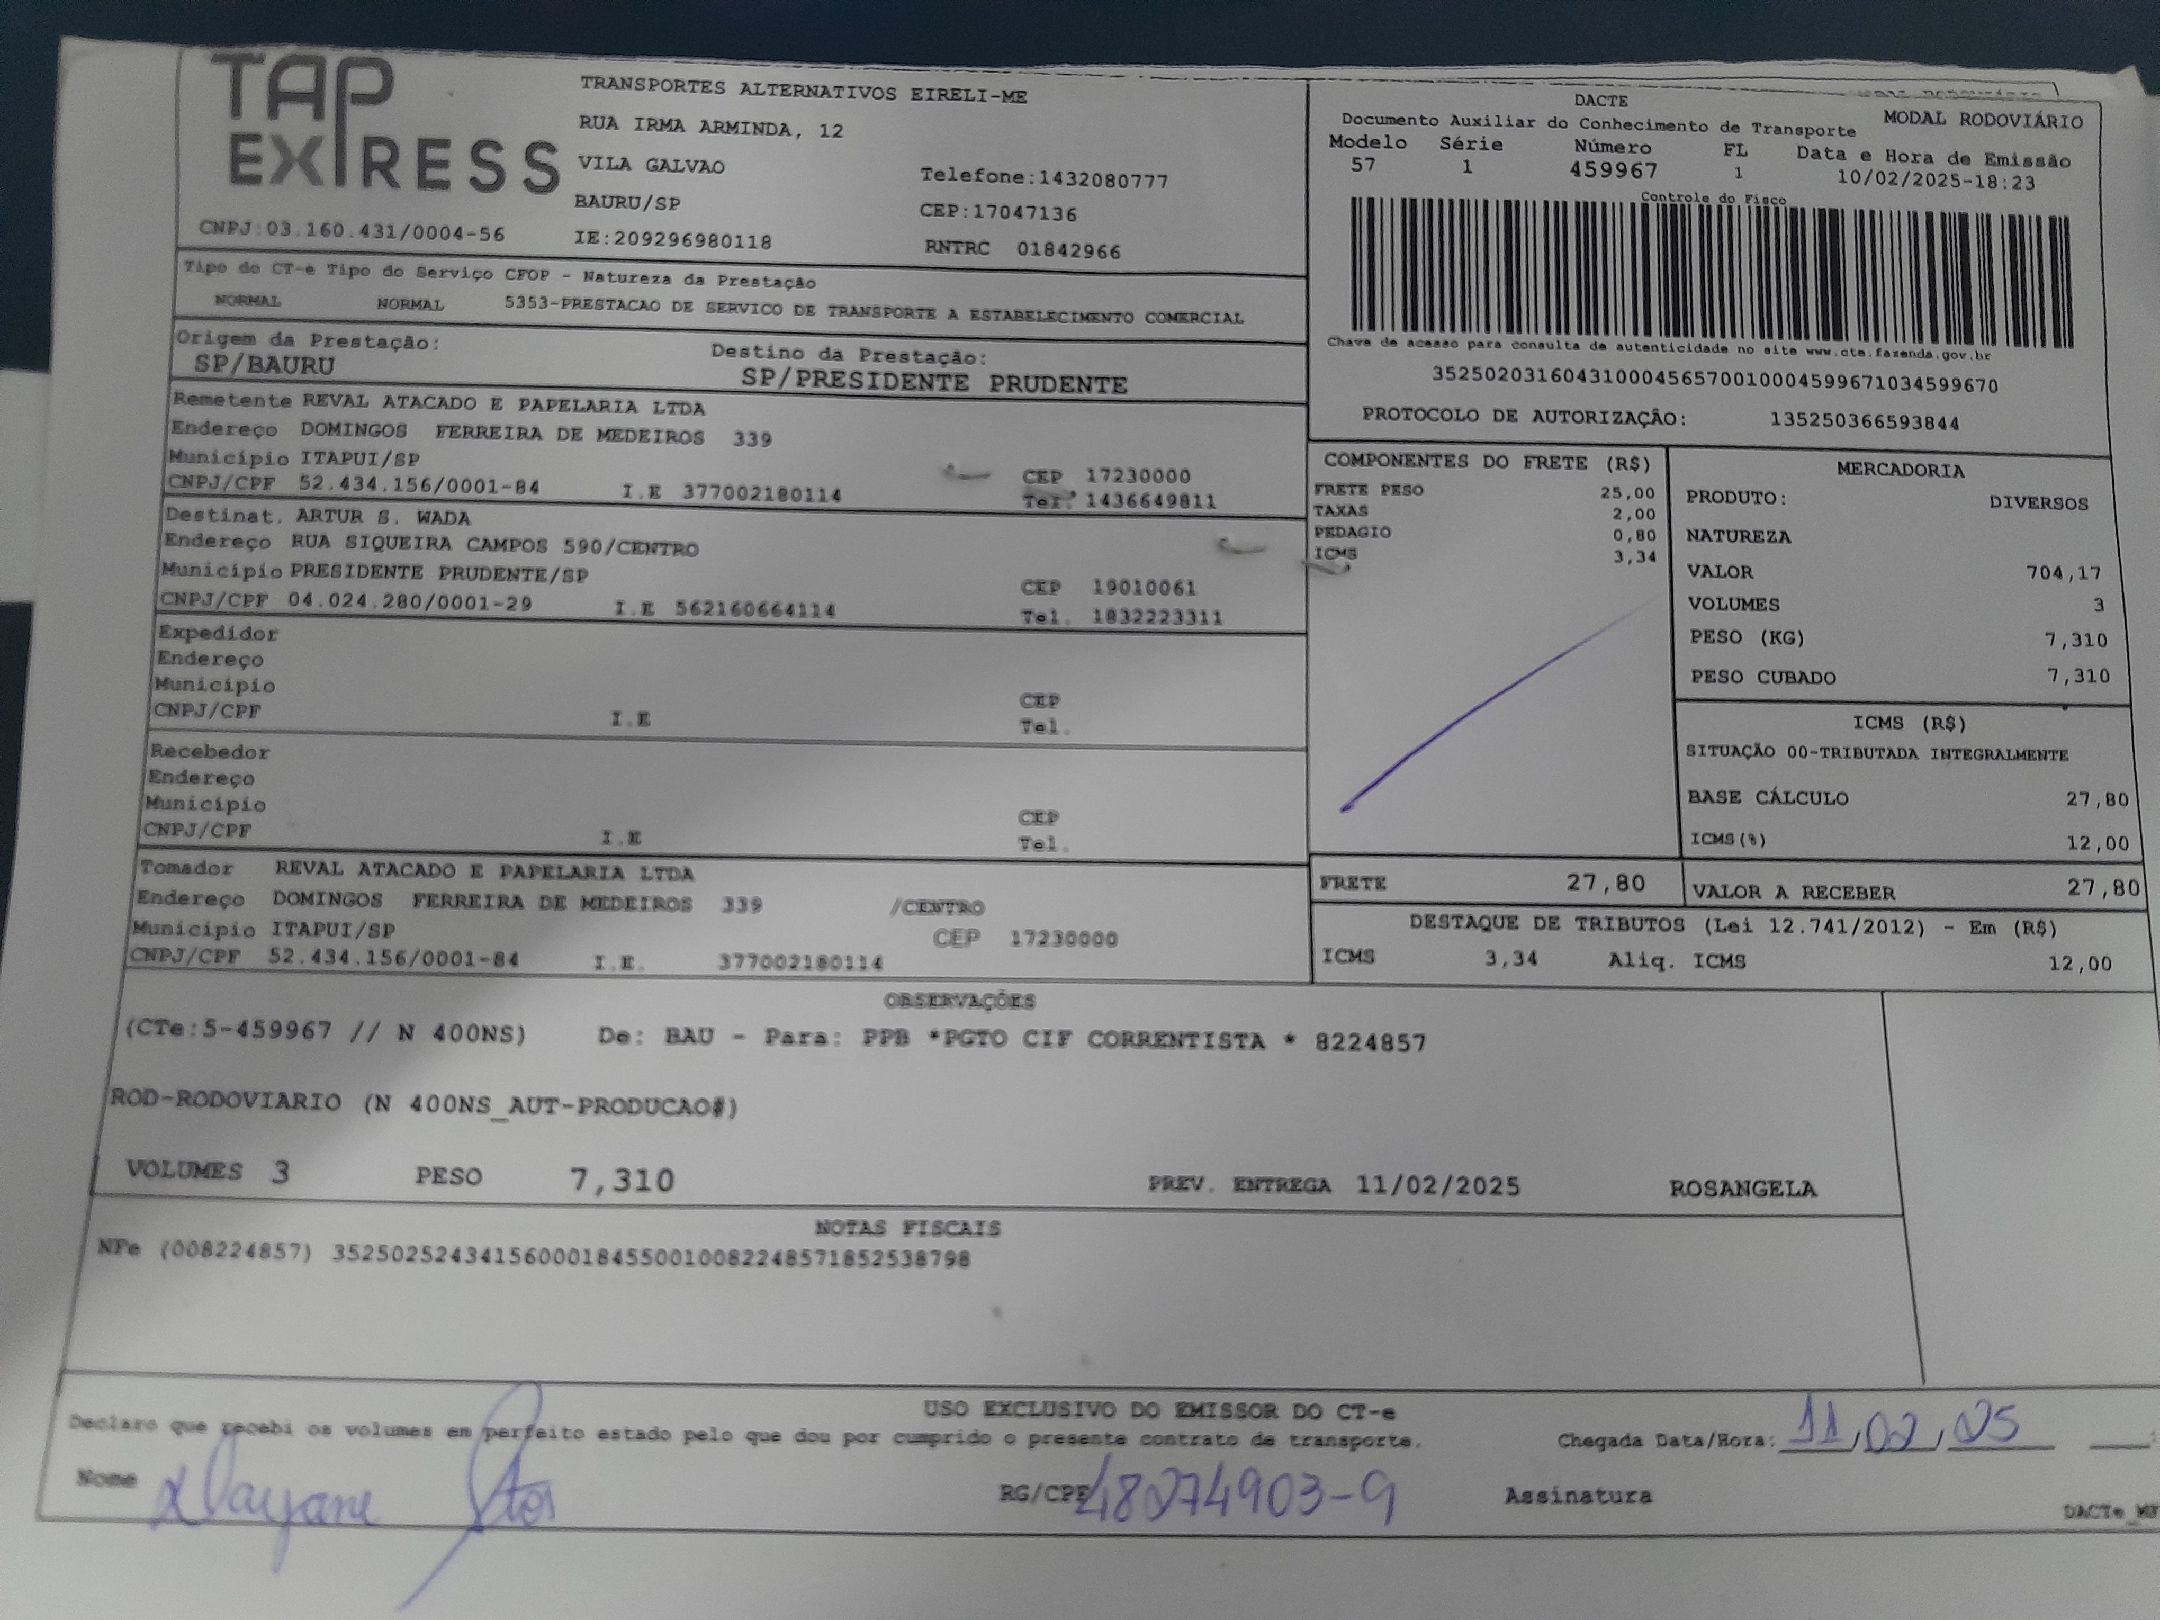 TAP
EXPRESS
TRANSPORTES ALTERNATIVOS EIRELI-ME
RUA IRMA ARMINDA, 12
VILA GALVAO Telefone:1432080777
BAURU/SP CEP:17047136
CNPJ:03.160.431/0004-56 IE:209296980118 RNTRC 01842966
DACTE
Documento Auxiliar do Conhecimento de Transporte MODAL RODOVIÁRIO
Modelo Série Número FL Data e Hora de Emissão
57 1 459967 1 10/02/2025-18:23
Controle do Fisco
Chave de acesso para consulta de autenticidade no site www.cte.fazenda.gov.br
35250203160431000456570010004599671034599670
PROTOCOLO DE AUTORIZAÇÃO: 135250366593844
Tipo do CT-e Tipo do Serviço CFOP - Natureza da Prestação
NORMAL NORMAL 5353-PRESTACAO DE SERVICO DE TRANSPORTE A ESTABELECIMENTO COMERCIAL
Origem da Prestação: Destino da Prestação:
SP/BAURU SP/PRESIDENTE PRUDENTE
Remetente REVAL ATACADO E PAPELARIA LTDA
Endereço DOMINGOS FERREIRA DE MEDEIROS 339
Município ITAPUI/SP CEP 17230000
CNPJ/CPF 52.434.156/0001-84 I.E 377002180114 Tel. 1436649811
Destinat. ARTUR S. WADA
Endereço RUA SIQUEIRA CAMPOS 590/CENTRO
Município PRESIDENTE PRUDENTE/SP CEP 19010061
CNPJ/CPF 04.024.280/0001-29 I.E 562160664114 Tel. 1832223311
Expedidor
Endereço
Município CEP
CNPJ/CPF I.E Tel.
Recebedor
Endereço
Município CEP
CNPJ/CPF I.E Tel.
Tomador REVAL ATACADO E PAPELARIA LTDA
Endereço DOMINGOS FERREIRA DE MEDEIROS 339 /CENTRO
Município ITAPUI/SP CEP 17230000
CNPJ/CPF 52.434.156/0001-84 I.E. 377002180114
COMPONENTES DO FRETE (R$)
FRETE PESO 25,00
TAXAS 2,00
PEDAGIO 0,80
ICMS 3,34
MERCADORIA
PRODUTO: DIVERSOS
NATUREZA
VALOR 704,17
VOLUMES 3
PESO (KG) 7,310
PESO CUBADO 7,310
ICMS (R$)
SITUAÇÃO 00-TRIBUTADA INTEGRALMENTE
BASE CÁLCULO 27,80
ICMS(%) 12,00
FRETE 27,80 VALOR A RECEBER 27,80
DESTAQUE DE TRIBUTOS (Lei 12.741/2012) - Em (R$)
ICMS 3,34 Aliq. ICMS 12,00
OBSERVAÇÕES
(CTe:5-459967 // N 400NS) De: BAU - Para: PPB *PGTO CIF CORRENTISTA * 8224857
ROD-RODOVIARIO (N 400NS_AUT-PRODUCAO#)
VOLUMES 3 PESO 7,310 PREV. ENTREGA 11/02/2025 ROSANGELA
NOTAS FISCAIS
NFe (008224857) 35250252434156000184550010082248571852538798
USO EXCLUSIVO DO EMISSOR DO CT-e
Declaro que recebi os volumes em perfeito estado pelo que dou por cumprido o presente contrato de transporte. Chegada Data/Hora: 11/02/25
Nome Dayane RG/CPF 48274903-9 Assinatura